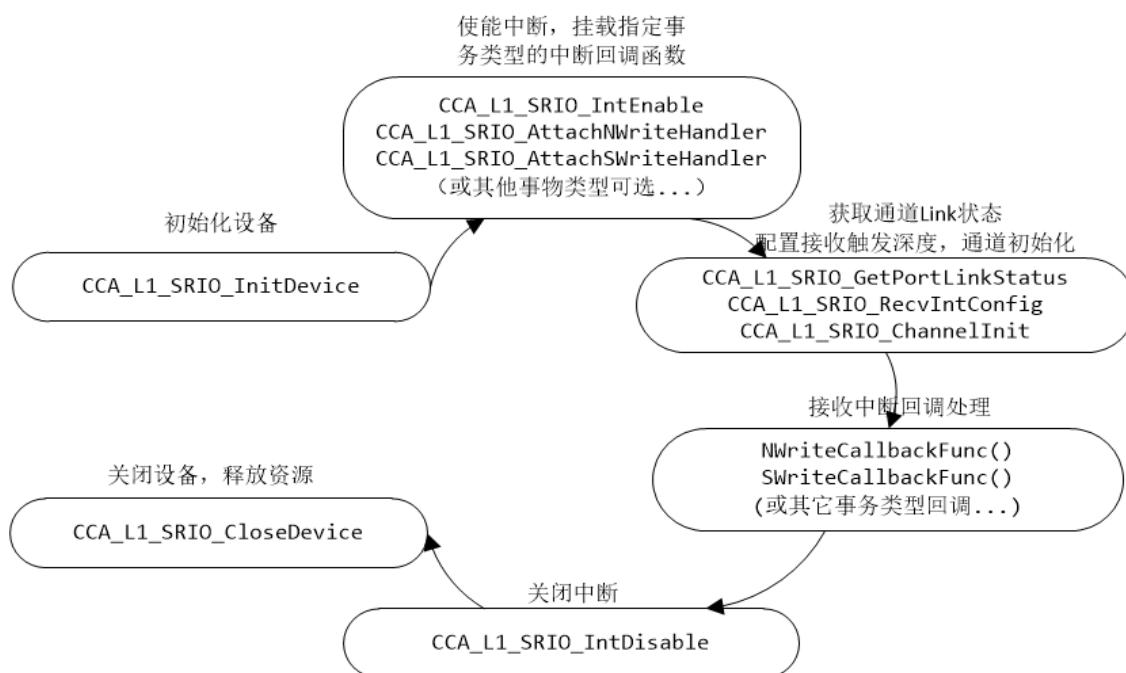 使能中断，挂载指定事
务类型的中断回调函数
CCA_L1_SRIO_IntEnable
CCA_L1_SRIO_AttachNWriteHandler
CCA_L1_SRIO_AttachSWriteHandler
（或其他事物类型可选...）
初始化设备
CCA_L1_SRIO_InitDevice
获取通道Link状态
配置接收触发深度，通道初始化
CCA_L1_SRIO_GetPortLinkStatus
CCA_L1_SRIO_RecvIntConfig
CCA_L1_SRIO_ChannelInit
接收中断回调处理
NWriteCallbackFunc()
SWriteCallbackFunc()
(或其它事务类型回调...)
关闭中断
CCA_L1_SRIO_IntDisable
关闭设备，释放资源
CCA_L1_SRIO_CloseDevice